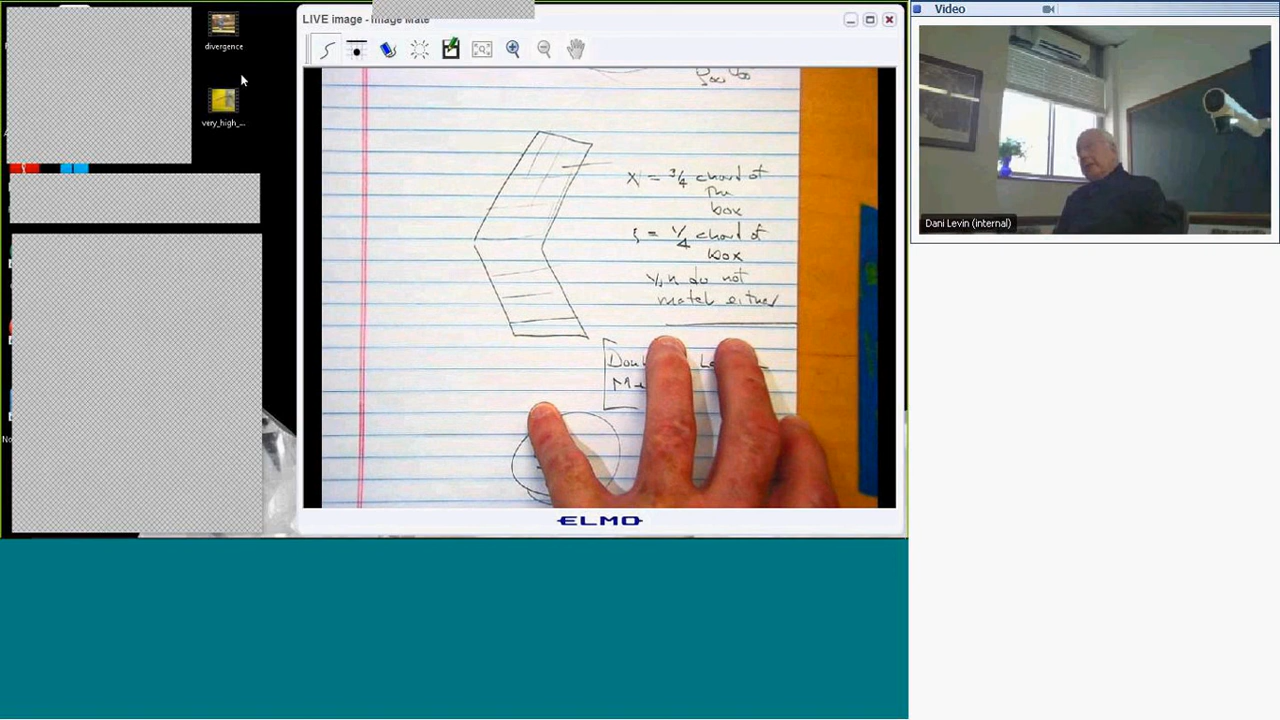 LIVE image - Image Mate
Video
divergence
very_high_...
Dani Levin (internal)
X = 3/4 chord of
the
box
ξ = 1/4 chord of
box
y, η do not
match either
ELMO